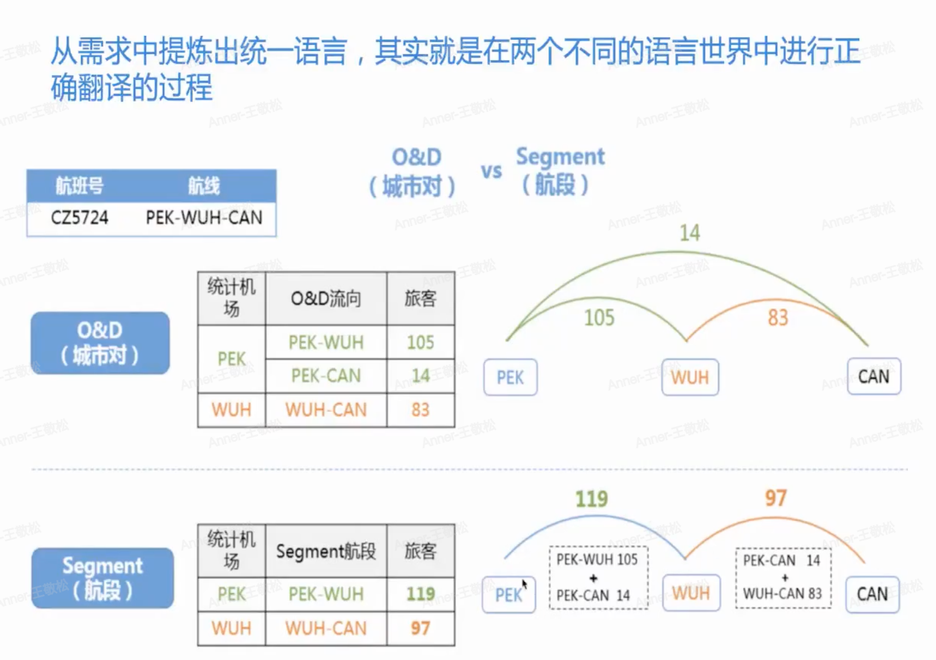 从需求中提炼出统一语言，其实就是在两个不同的语言世界中进行正
确翻译的过程
O&D
（城市对）
vs
Segment
（航段）
航班号 航线
CZ5724 PEK-WUH-CAN
O&D
（城市对）
统计机
场
O&D流向 旅客
PEK
PEK-WUH 105
PEK-CAN 14
WUH WUH-CAN 83
14
105
83
PEK
WUH
CAN
Segment
（航段）
统计机
场
Segment航段 旅客
PEK PEK-WUH 119
WUH WUH-CAN 97
119
97
PEK
PEK-WUH 105
+
PEK-CAN 14
WUH
PEK-CAN 14
+
WUH-CAN 83
CAN
Anner-王敬松